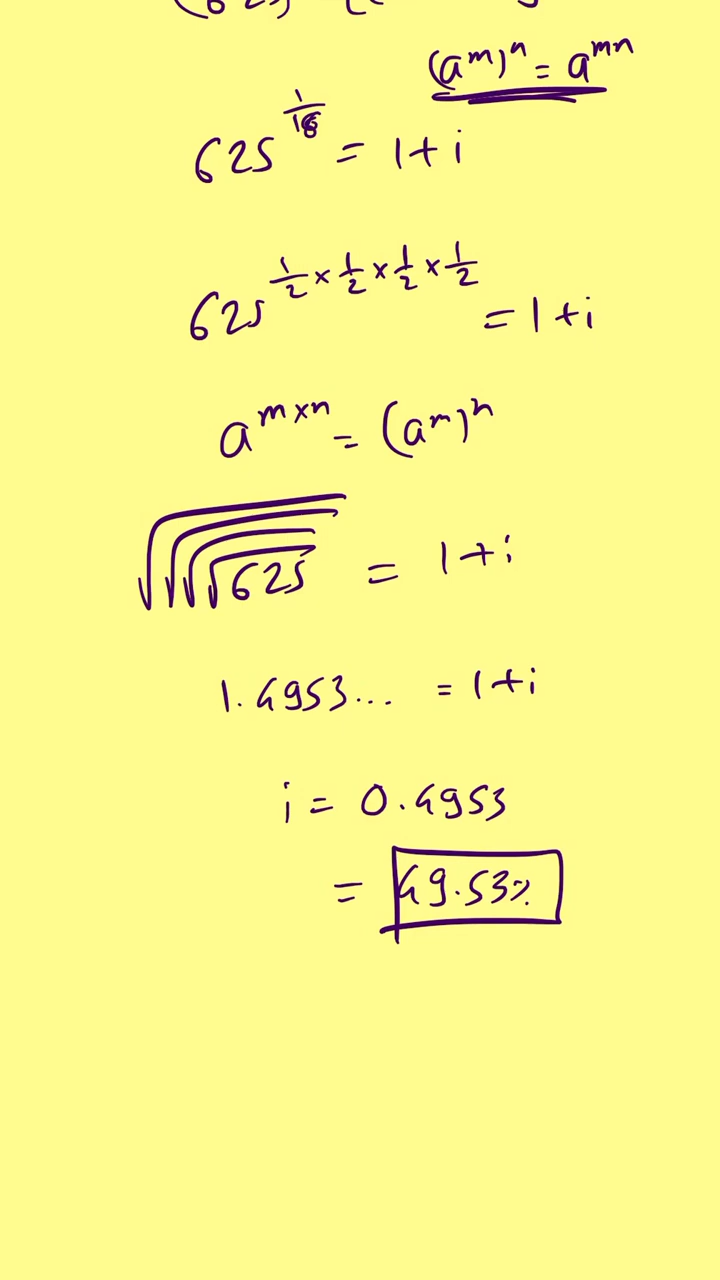 (a^m)^n = a^mn
625^1/16 = 1+i
625^1/2×1/2×1/2×1/2 = 1+i
a^m×n = (a^m)^n
√√√√625 = 1+i
1.4953... = 1+i
i = 0.4953
= 49.53%